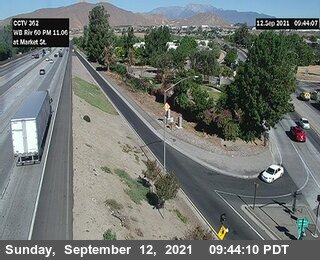 CCTV 362
WB Riv 60 PM 11.06
at Market St.
12 Sep 2021 09:44:07
Sunday, September 12, 2021 09:44:10 PDT